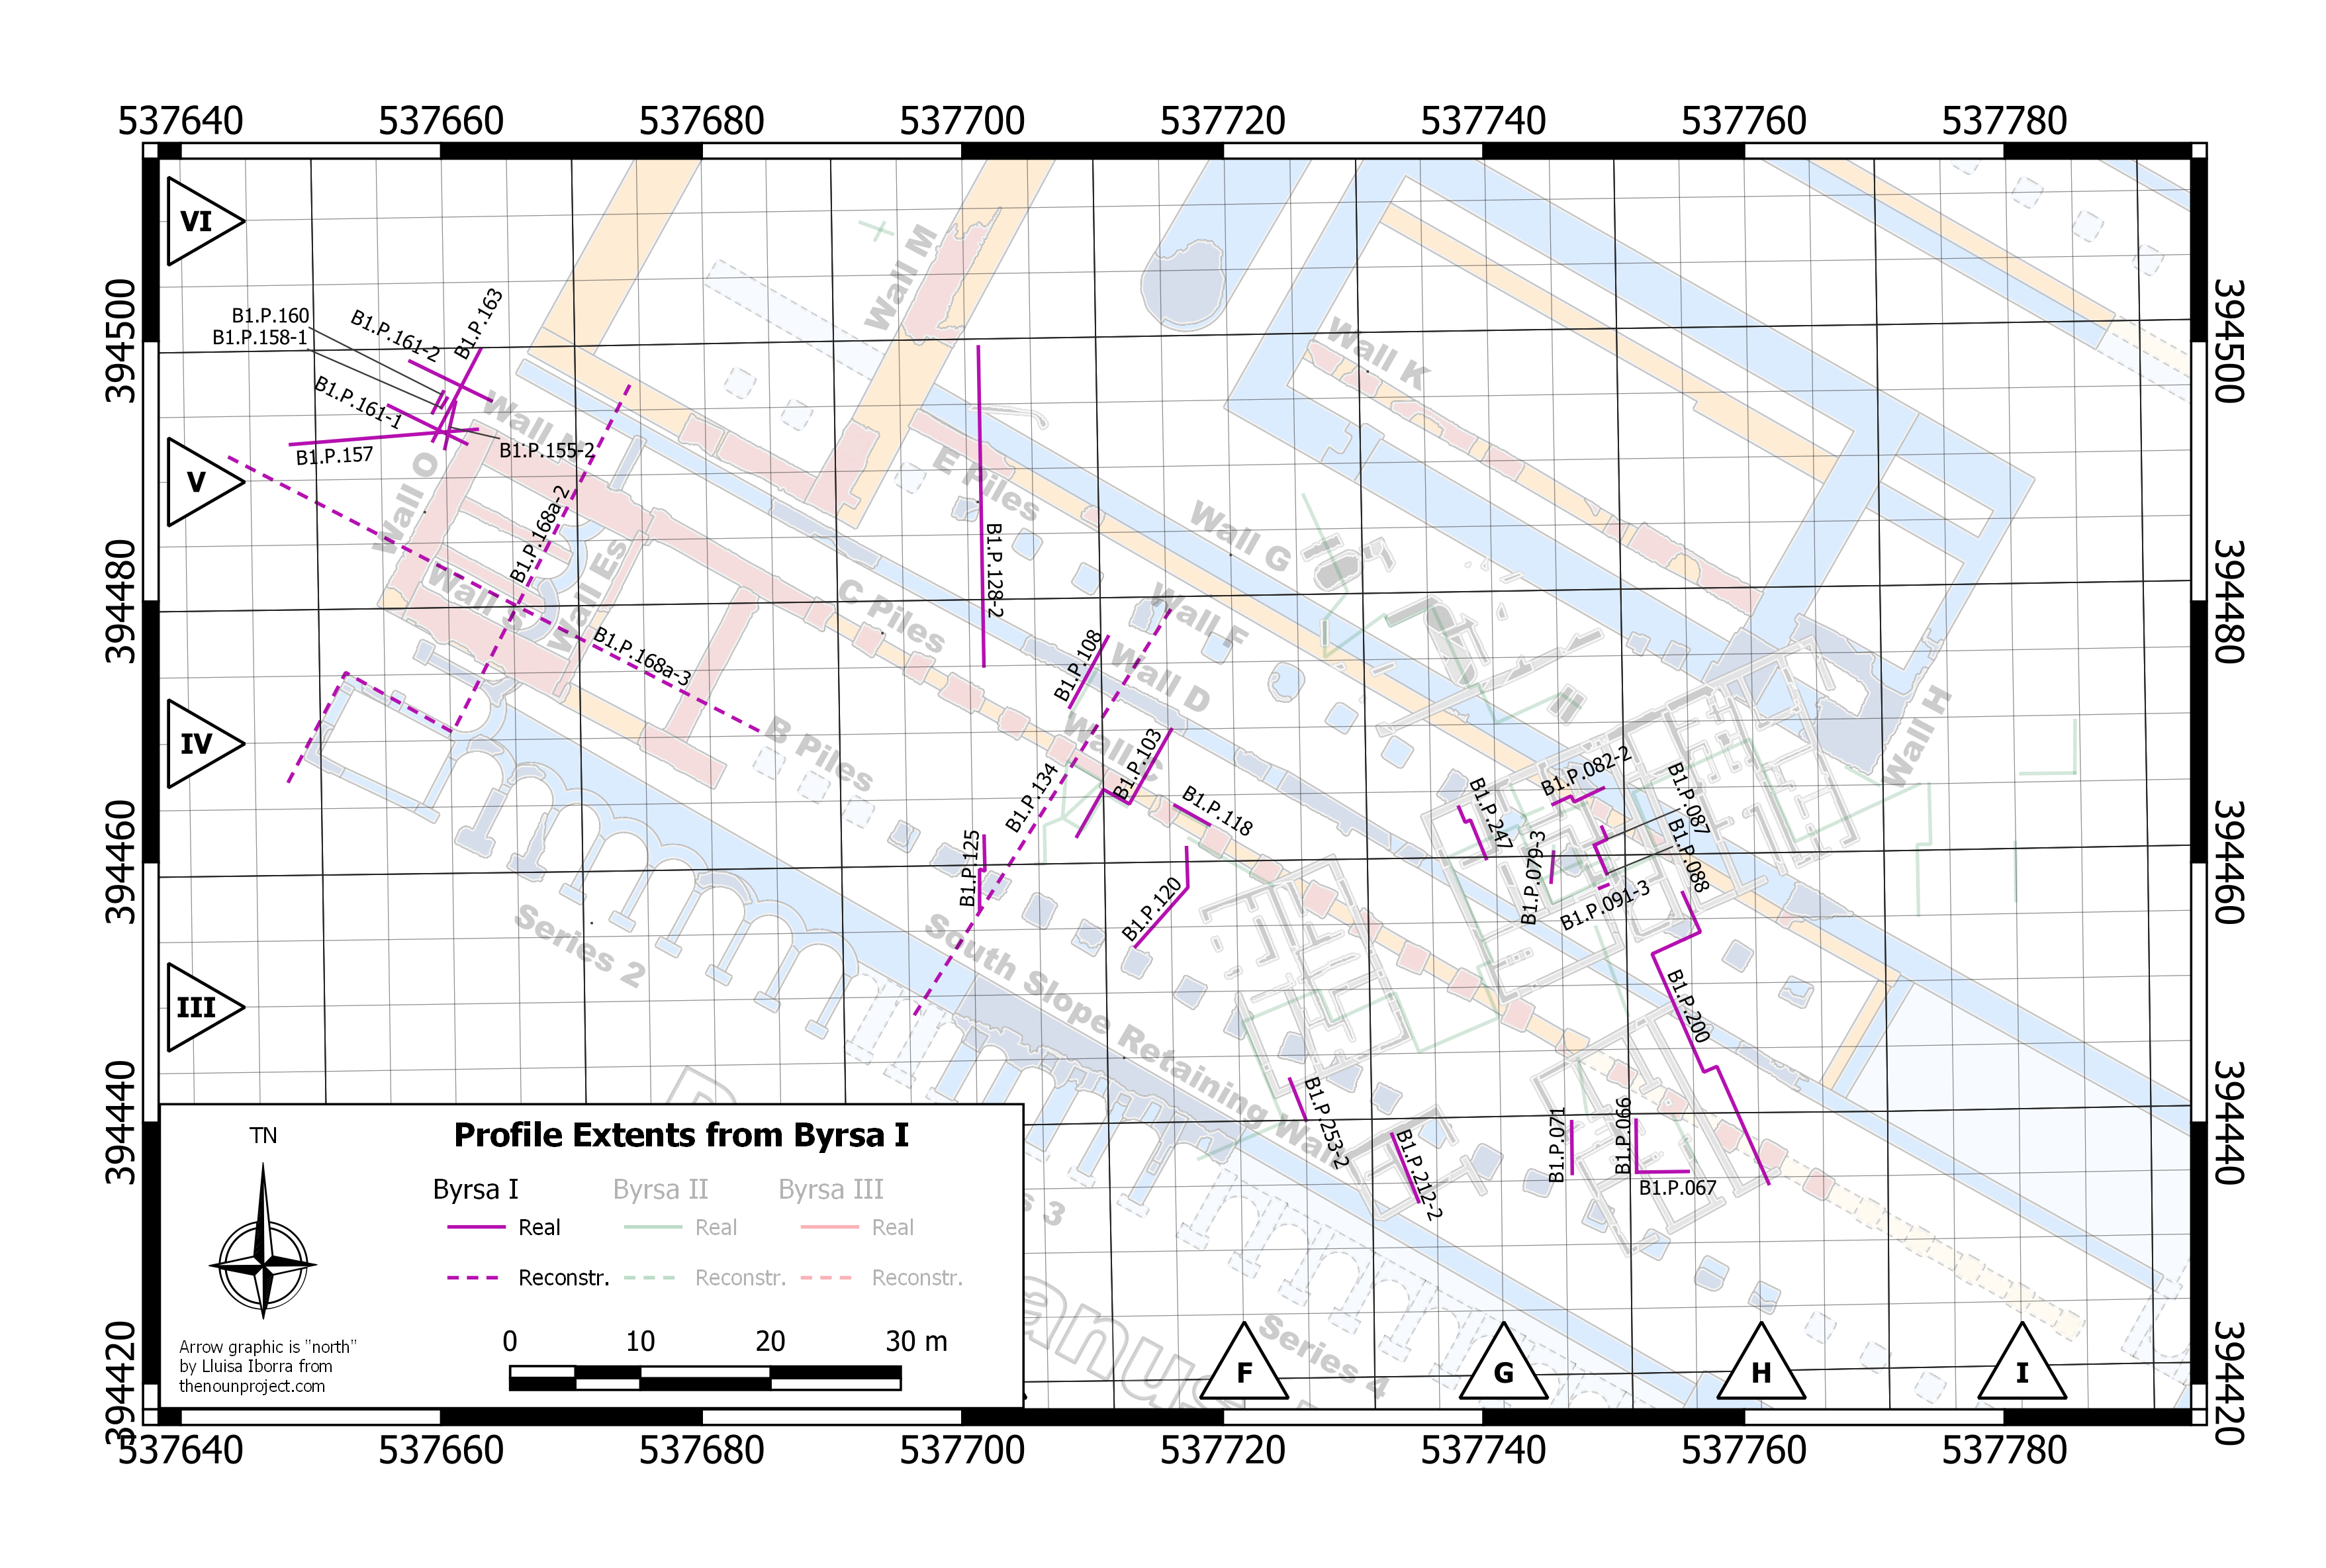 537640 537660 537680 537700 537720 537740 537760 537780
VI
V
IV
III
394500
394480
394460
394440
394420
394500
394480
394460
394440
394420
B1.P.160
B1.P.158-1
B1.P.161-2
B1.P.163
B1.P.161-1
B1.P.157
B1.P.155-2
B1.P.168a-2
B1.P.168a-3
B1.P.128-2
B1.P.108
B1.P.103
B1.P.134
B1.P.118
B1.P.125
B1.P.120
B1.P.247
B1.P.082-2
B1.P.079-3
B1.P.087
B1.P.088
B1.P.091-3
B1.P.200
B1.P.253-2
B1.P.212-2
B1.P.071
B1.P.066
B1.P.067
Wall M
Wall K
Wall N
Wall O
Wall S
Wall Es
E Piles
Wall G
Wall F
C Piles
Wall D
Wall C
B Piles
Wall H
Series 2
South Slope Retaining Wall
Series 4
F
G
H
I
TN
Arrow graphic is "north"
by Lluisa Iborra from
thenounproject.com
Profile Extents from Byrsa I
Byrsa I Byrsa II Byrsa III
Real Real Real
Reconstr. Reconstr. Reconstr.
0 10 20 30 m
537640 537660 537680 537700 537720 537740 537760 537780